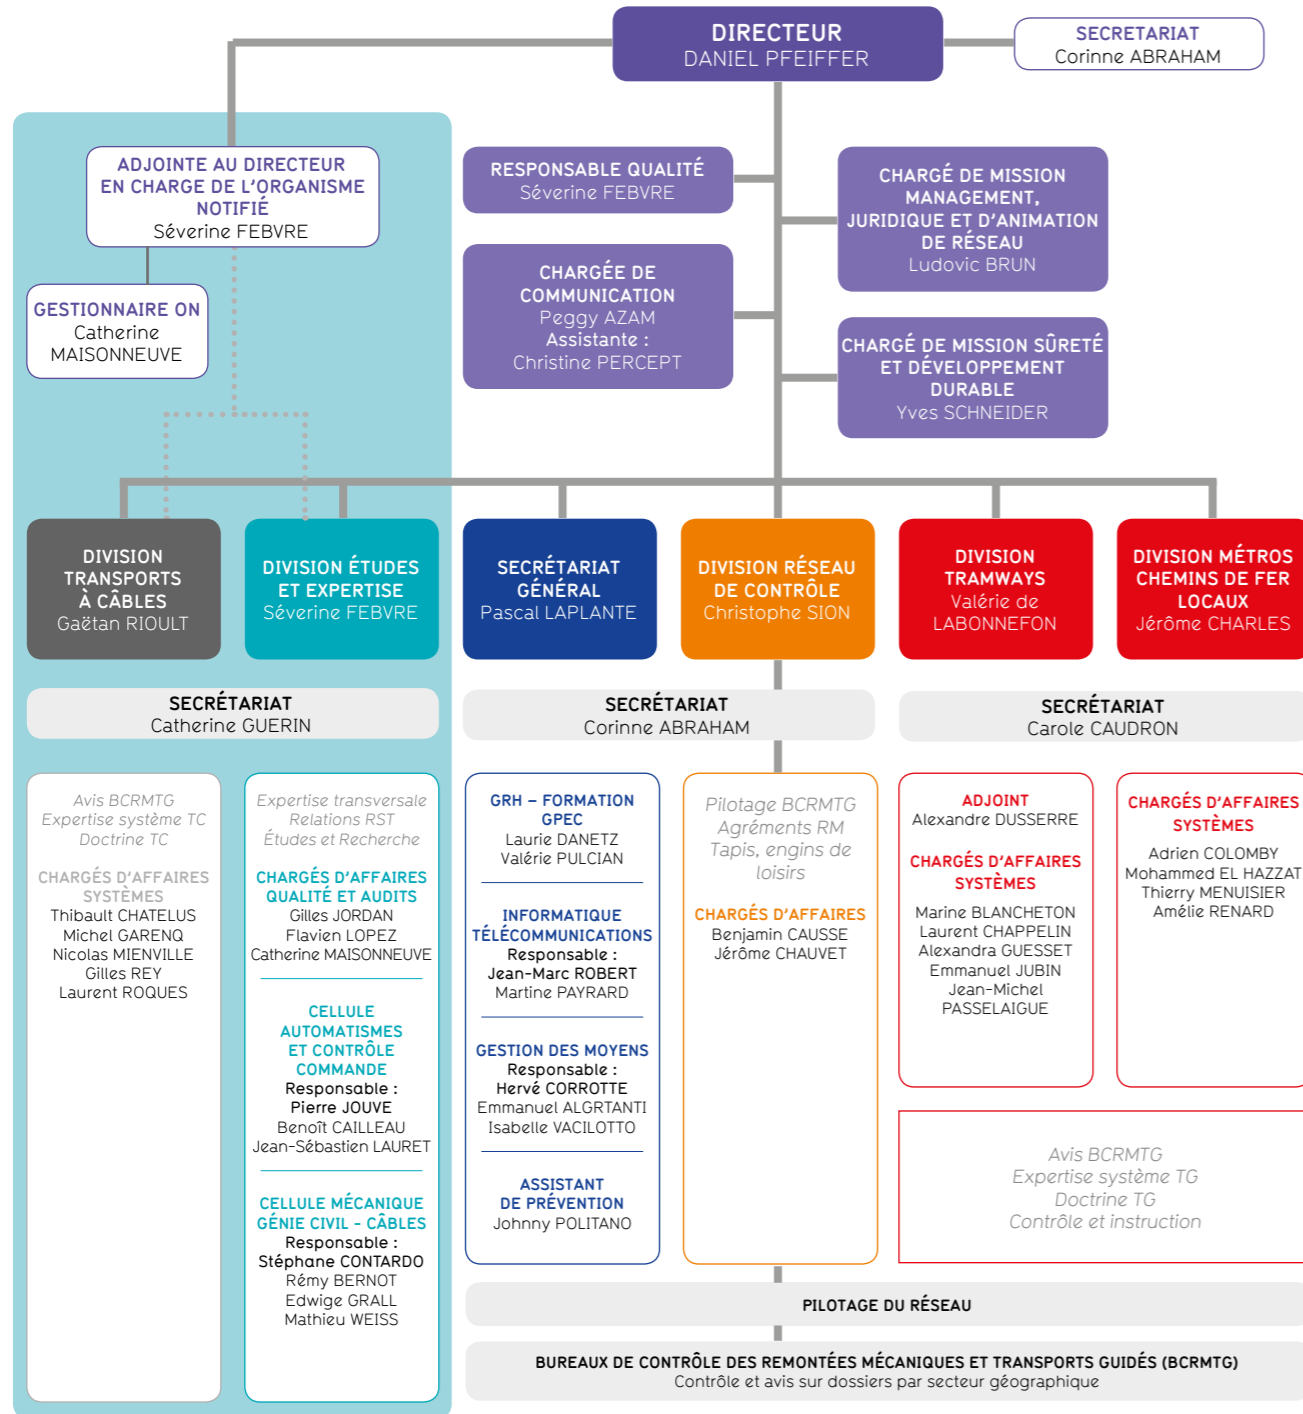 DIRECTEUR
DANIEL PFEIFFER
SECRETARIAT
Corinne ABRAHAM
ADJOINTE AU DIRECTEUR
EN CHARGE DE L'ORGANISME
NOTIFIÉ
Séverine FEBVRE
GESTIONNAIRE ON
Catherine
MAISONNEUVE
RESPONSABLE QUALITÉ
Séverine FEBVRE
CHARGÉE DE
COMMUNICATION
Peggy AZAM
Assistante :
Christine PERCEPT
CHARGÉ DE MISSION
MANAGEMENT,
JURIDIQUE ET D'ANIMATION
DE RÉSEAU
Ludovic BRUN
CHARGÉ DE MISSION SÛRETÉ
ET DÉVELOPPEMENT
DURABLE
Yves SCHNEIDER
DIVISION
TRANSPORTS
À CÂBLES
Gaëtan RIOULT
DIVISION ÉTUDES
ET EXPERTISE
Séverine FEBVRE
SECRÉTARIAT
GÉNÉRAL
Pascal LAPLANTE
DIVISION RÉSEAU
DE CONTRÔLE
Christophe SION
DIVISION
TRAMWAYS
Valérie de
LABONNEFON
DIVISION MÉTROS
CHEMINS DE FER
LOCAUX
Jérôme CHARLES
SECRÉTARIAT
Catherine GUERIN
SECRÉTARIAT
Corinne ABRAHAM
SECRÉTARIAT
Carole CAUDRON
Avis BCRMTG
Expertise système TC
Doctrine TC
CHARGÉS D'AFFAIRES
SYSTÈMES
Thibault CHATELUS
Michel GARENQ
Nicolas MIENVILLE
Gilles REY
Laurent ROQUES
Expertise transversale
Relations RST
Études et Recherche
CHARGÉS D'AFFAIRES
QUALITÉ ET AUDITS
Gilles JORDAN
Flavien LOPEZ
Catherine MAISONNEUVE
CELLULE
AUTOMATISMES
ET CONTRÔLE
COMMANDE
Responsable :
Pierre JOUVE
Benoît CAILLEAU
Jean-Sébastien LAURET
CELLULE MÉCANIQUE
GÉNIE CIVIL - CÂBLES
Responsable :
Stéphane CONTARDO
Rémy BERNOT
Edwige GRALL
Mathieu WEISS
GRH – FORMATION
GPEC
Laurie DANETZ
Valérie PULCIAN
INFORMATIQUE
TÉLÉCOMMUNICATIONS
Responsable :
Jean-Marc ROBERT
Martine PAYRARD
GESTION DES MOYENS
Responsable :
Hervé CORROTTE
Emmanuel ALGRTANTI
Isabelle VACILOTTO
ASSISTANT
DE PRÉVENTION
Johnny POLITANO
Pilotage BCRMTG
Agréments RM
Tapis, engins de
loisirs
CHARGÉS D'AFFAIRES
Benjamin CAUSSE
Jérôme CHAUVET
ADJOINT
Alexandre DUSSERRE
CHARGÉS D'AFFAIRES
SYSTÈMES
Marine BLANCHETON
Laurent CHAPPELIN
Alexandra GUESSET
Emmanuel JUBIN
Jean-Michel
PASSELAIGUE
CHARGÉS D'AFFAIRES
SYSTÈMES
Adrien COLOMBY
Mohammed EL HAZZAT
Thierry MENUISIER
Amélie RENARD
Avis BCRMTG
Expertise système TG
Doctrine TG
Contrôle et instruction
PILOTAGE DU RÉSEAU
BUREAUX DE CONTRÔLE DES REMONTÉES MÉCANIQUES ET TRANSPORTS GUIDÉS (BCRMTG)
Contrôle et avis sur dossiers par secteur géographique